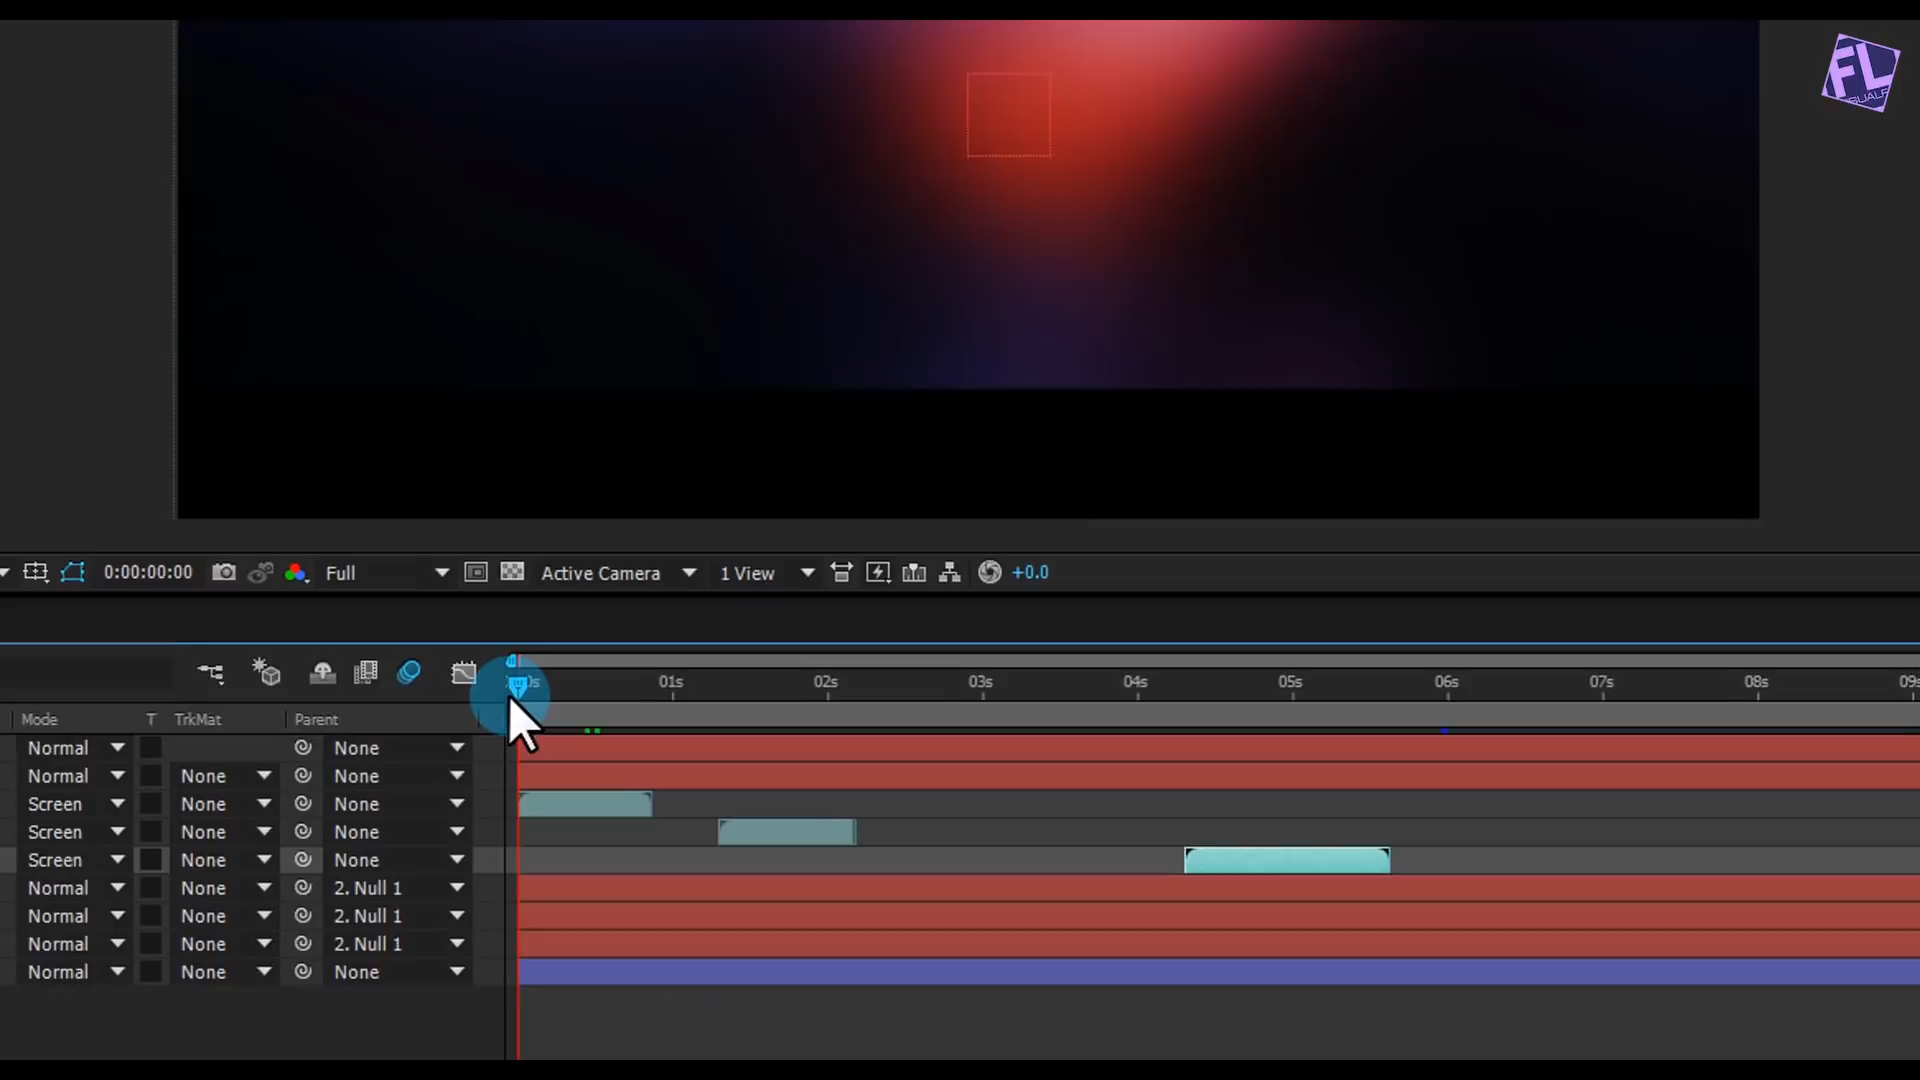 FL
0:00:00:00 Full Active Camera 1 View +0.0
01s 02s 03s 04s 05s 06s 07s 08s
Mode T TrkMat Parent
Normal None
Normal None None
Screen None None
Screen None None
Screen None None
Normal None 2. Null 1
Normal None 2. Null 1
Normal None 2. Null 1
Normal None None